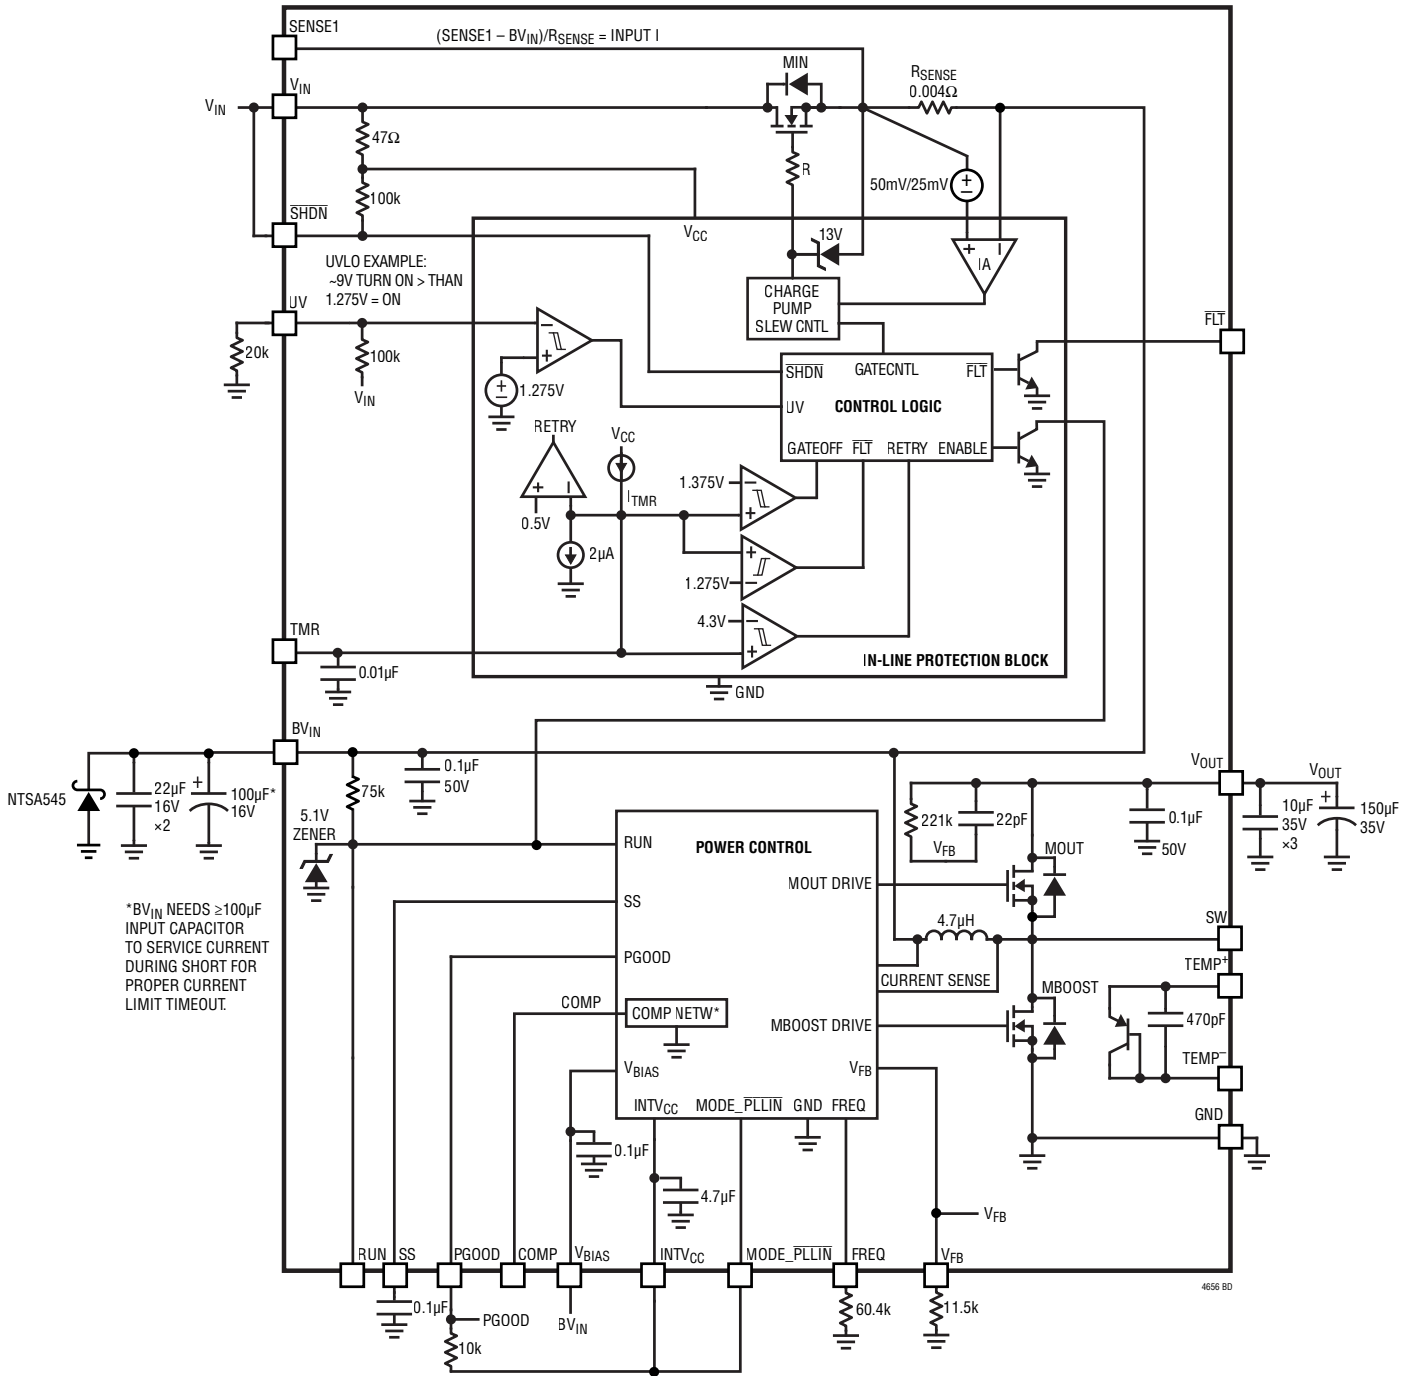 SENSE1
(SENSE1 – BVIN)/RSENSE = INPUT I
MIN
RSENSE
0.004Ω
VIN
VIN
47Ω
R
50mV/25mV
+
−
100k
SHDN
VCC
13V
+ −
IA
UVLO EXAMPLE:
~9V TURN ON > THAN
1.275V = ON
CHARGE
PUMP
SLEW CNTL
UV
FLT
20k
100k
VIN
−
+
+
−
1.275V
SHDN
GATECNTL
FLT
UV
CONTROL LOGIC
GATEOFF
FLT
RETRY
ENABLE
RETRY
VCC
+ −
0.5V
ITMR
2µA
1.375V
−
+
+
−
1.275V
4.3V
−
+
TMR
0.01µF
IN-LINE PROTECTION BLOCK
GND
BVIN
NTSA545
22µF
16V
×2
+
100µF*
16V
75k
0.1µF
50V
5.1V
ZENER
VOUT
VOUT
221k
22pF
VFB
0.1µF
50V
10µF
35V
×3
+
150µF
35V
RUN
POWER CONTROL
MOUT
MOUT DRIVE
SS
*BVIN NEEDS ≥100µF
INPUT CAPACITOR
TO SERVICE CURRENT
DURING SHORT FOR
PROPER CURRENT
LIMIT TIMEOUT.
4.7µH
SW
PGOOD
CURRENT SENSE
TEMP+
MBOOST
COMP
COMP NETW*
MBOOST DRIVE
470pF
TEMP−
VBIAS
VFB
INTVCC
MODE_PLLIN
GND
FREQ
GND
0.1µF
4.7µF
VFB
RUN
SS
PGOOD
COMP
VBIAS
INTVCC
MODE_PLLIN
FREQ
VFB
4656 BD
0.1µF
PGOOD
10k
BVIN
60.4k
11.5k